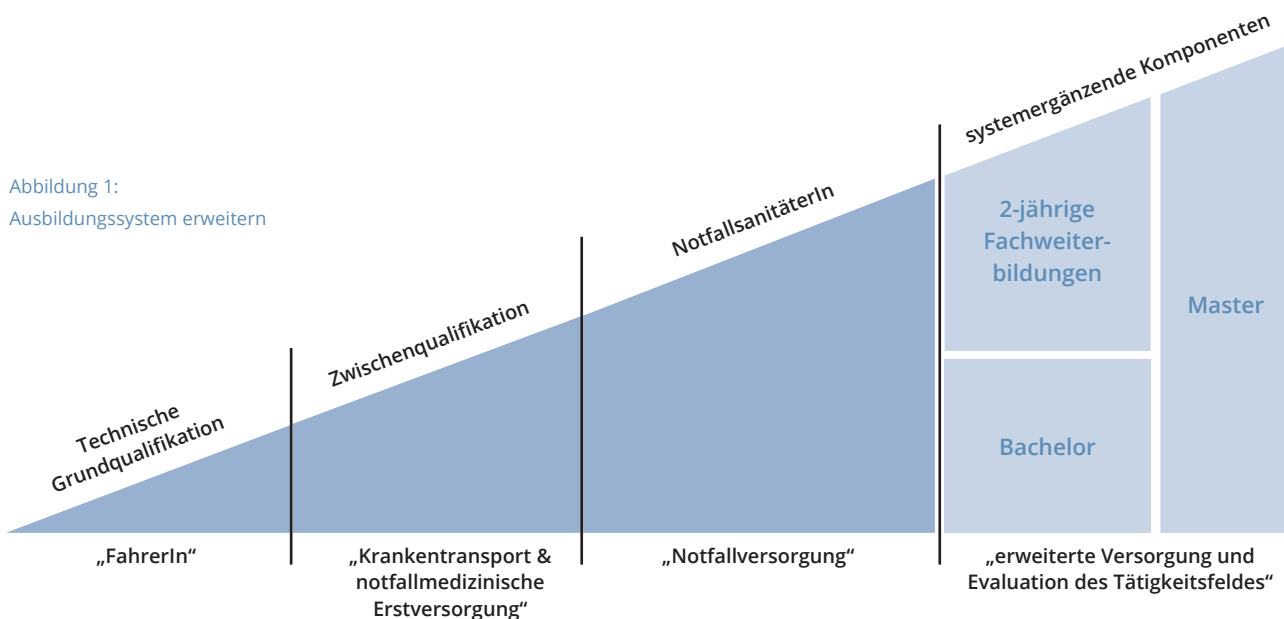 Abbildung 1:
Ausbildungssystem erweitern
Technische
Grundqualifikation
Zwischenqualifikation
NotfallsanitäterIn
systemergänzende Komponenten
2-jährige
Fachweiter-
bildungen
Master
Bachelor
„FahrerIn“
„Krankentransport &
notfallmedizinische
Erstversorgung“
„Notfallversorgung“
„erweiterte Versorgung und
Evaluation des Tätigkeitsfeldes“